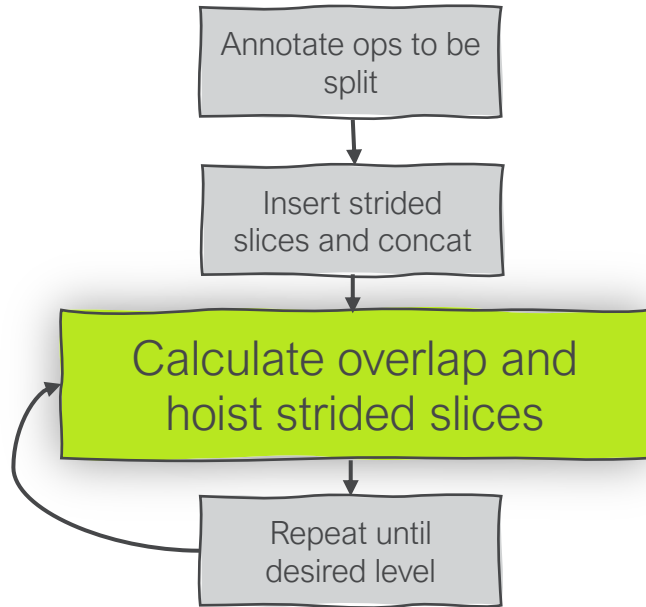 Annotate ops to be
split
Insert strided
slices and concat
Calculate overlap and
hoist strided slices
Repeat until
desired level